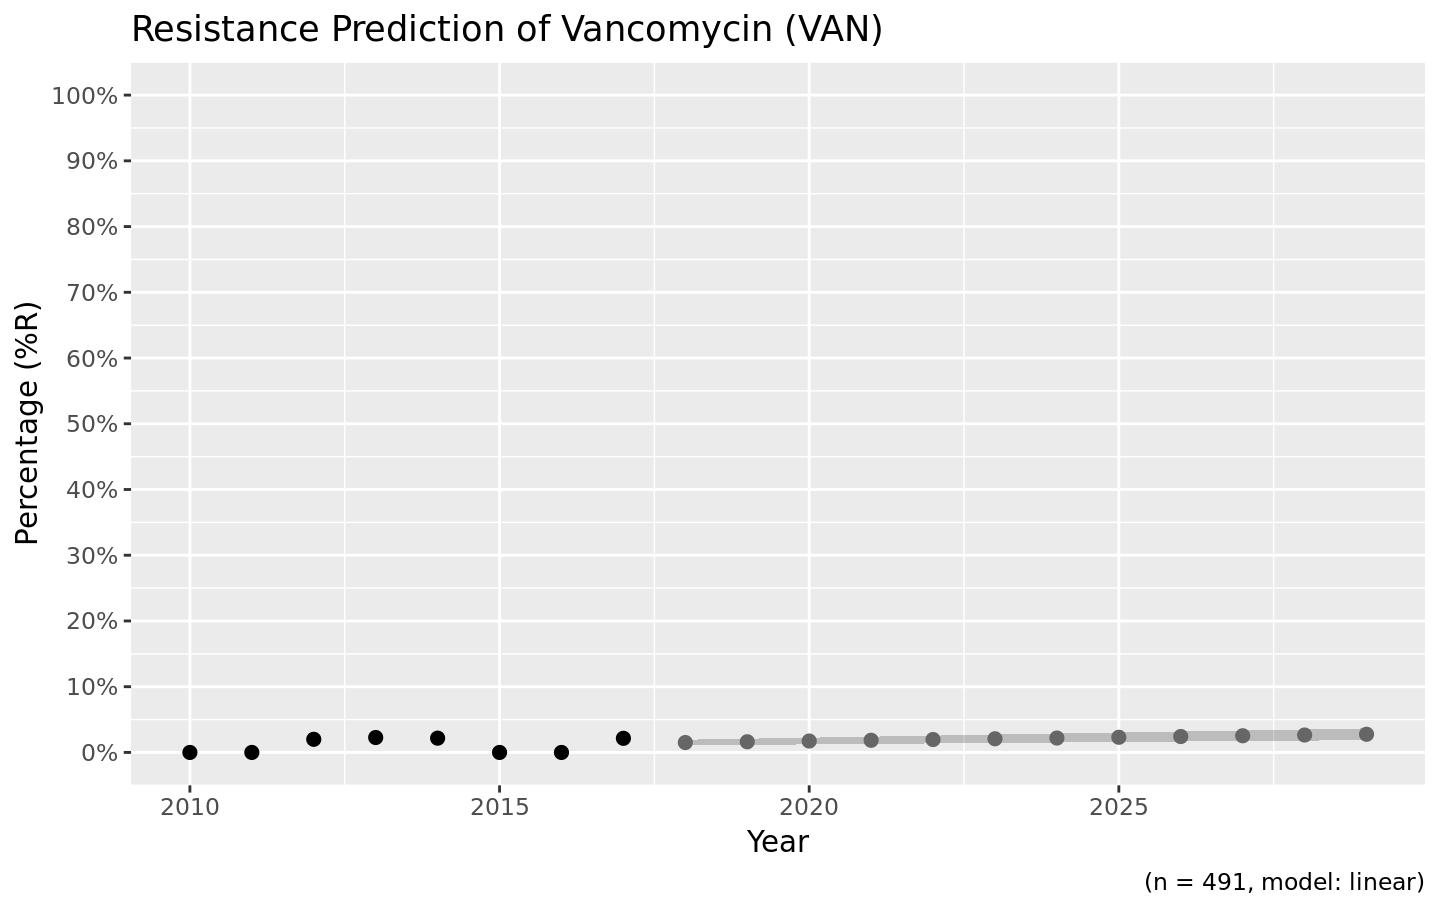 Resistance Prediction of Vancomycin (VAN)
100%
90%
80%
70%
60%
50%
40%
30%
20%
10%
0%
Percentage (%R)
2010 2015 2020 2025
Year
(n = 491, model: linear)